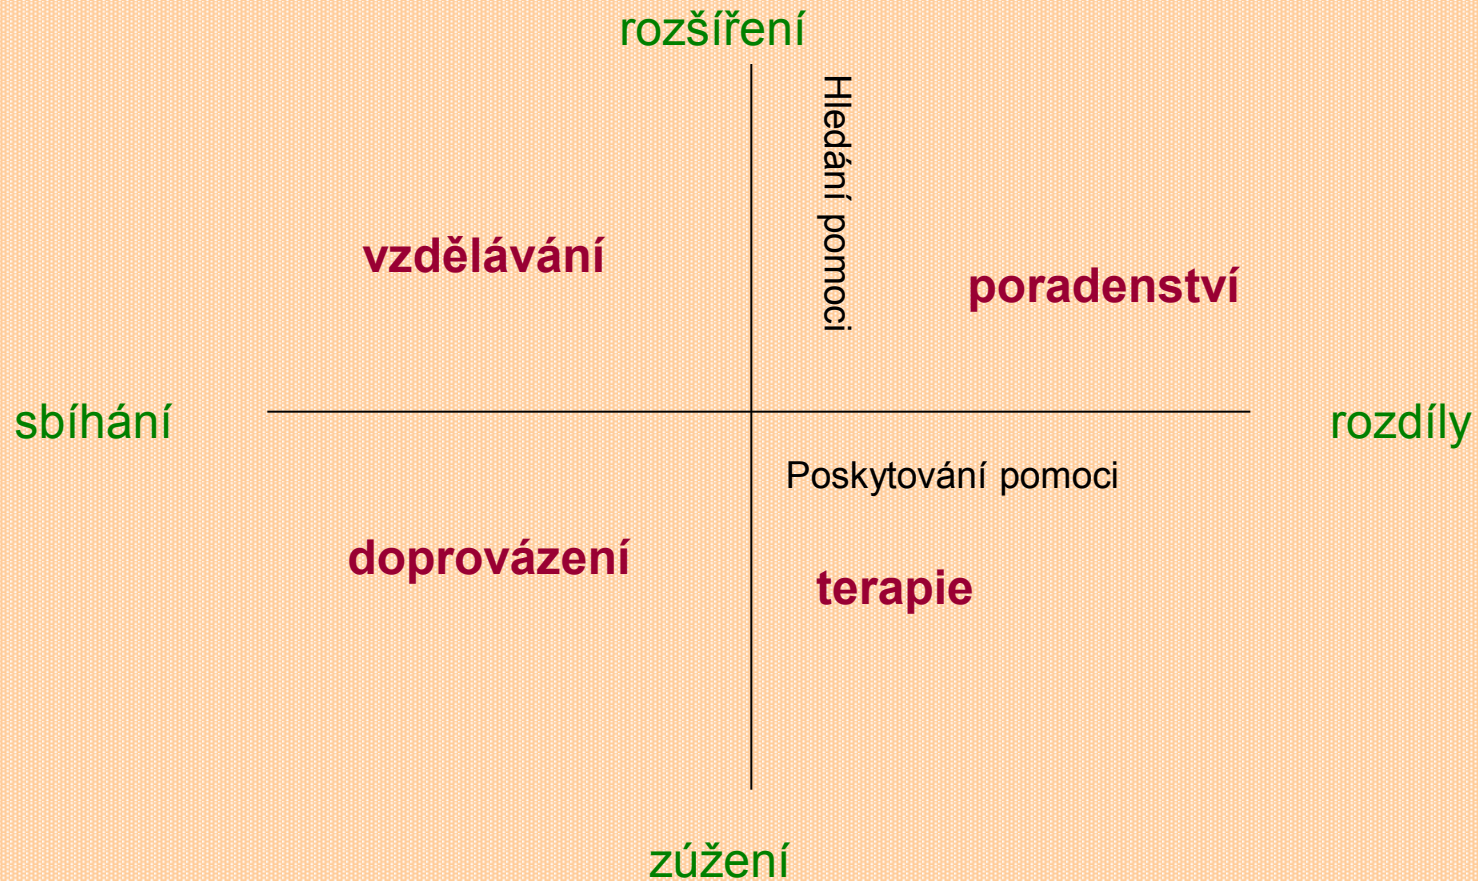 rozšíření
Hledání pomoci
vzdělávání
poradenství
sbíhání
rozdíly
Poskytování pomoci
doprovázení
terapie
zúžení